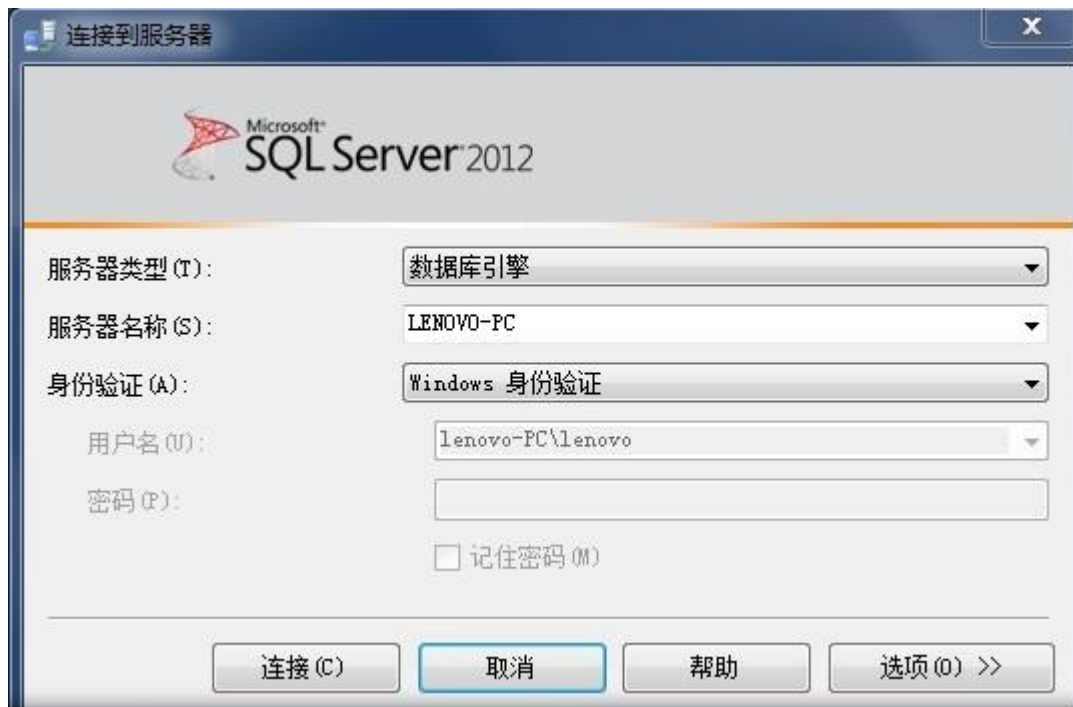 连接到服务器
Microsoft®
SQL Server® 2012
服务器类型(T): 数据库引擎
服务器名称(S): LENOVO-PC
身份验证(A): Windows 身份验证
用户名(U): lenovo-PC\lenovo
密码(P):
记住密码(M)
连接(C) 取消 帮助 选项(O) >>